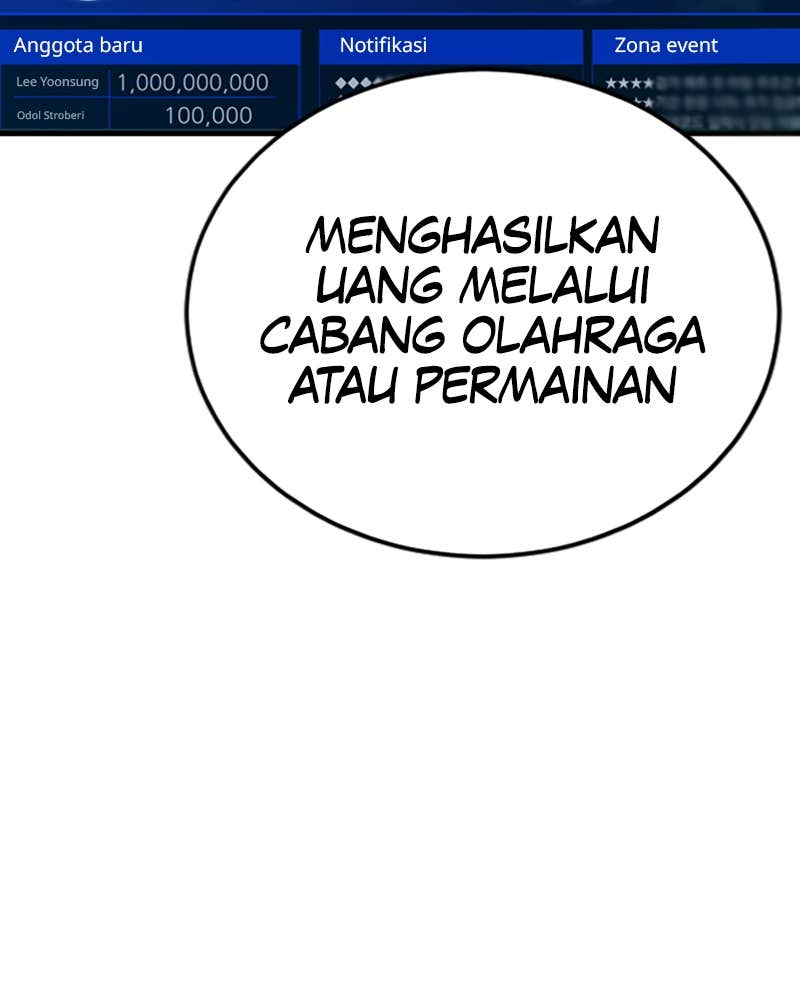 Anggota baru
Notifikasi
Zona event
Lee Yoonsung 1,000,000,000
Odol Stroberi 100,000
MENGHASILKAN
UANG MELALUI
CABANG OLAHRAGA
ATAU PERMAINAN